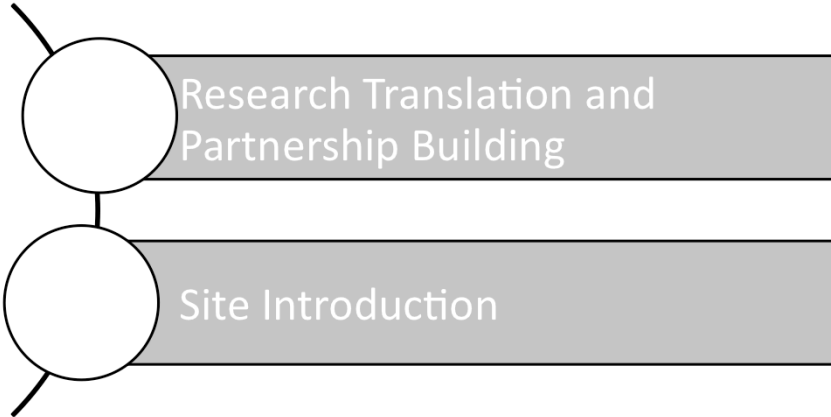 Research Translation and
Partnership Building
Site Introduction